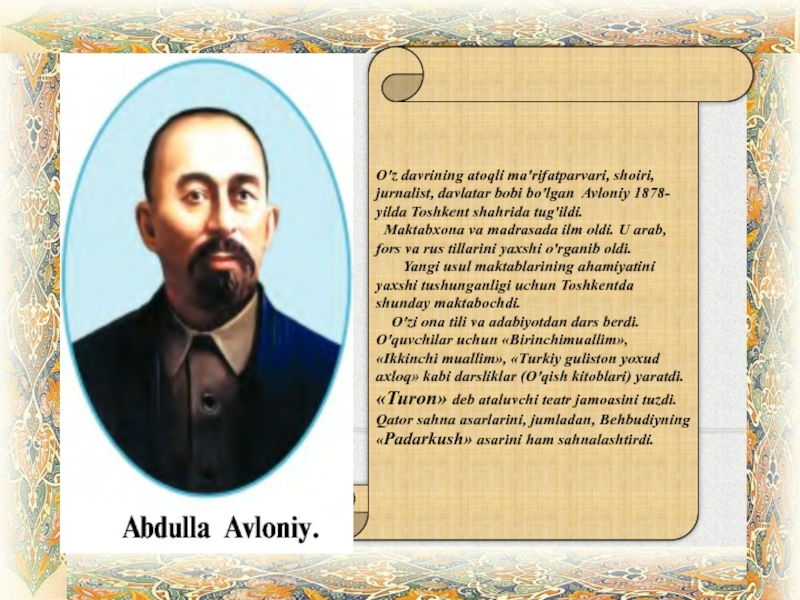 O'z davrining atoqli ma'rifatparvari, shoiri,
jurnalist, davlatar bobi bo'lgan Avloniy 1878-
yilda Toshkent shahrida tug'ildi.
Maktabxona va madrasada ilm oldi. U arab,
fors va rus tillarini yaxshi o'rganib oldi.
Yangi usul maktablarining ahamiyatini
yaxshi tushunganligi uchun Toshkentda
shunday maktabochdi.
O'zi ona tili va adabiyotdan dars berdi.
O'quvchilar uchun «Birinchimuallim»,
«Ikkinchi muallim», «Turkiy guliston yoxud
axloq» kabi darsliklar (O'qish kitoblari) yaratdi.
«Turon» deb ataluvchi teatr jamoasini tuzdi.
Qator sahna asarlarini, jumladan, Behbudiyning
«Padarkush» asarini ham sahnalashtirdi.
Abdulla Avloniy.